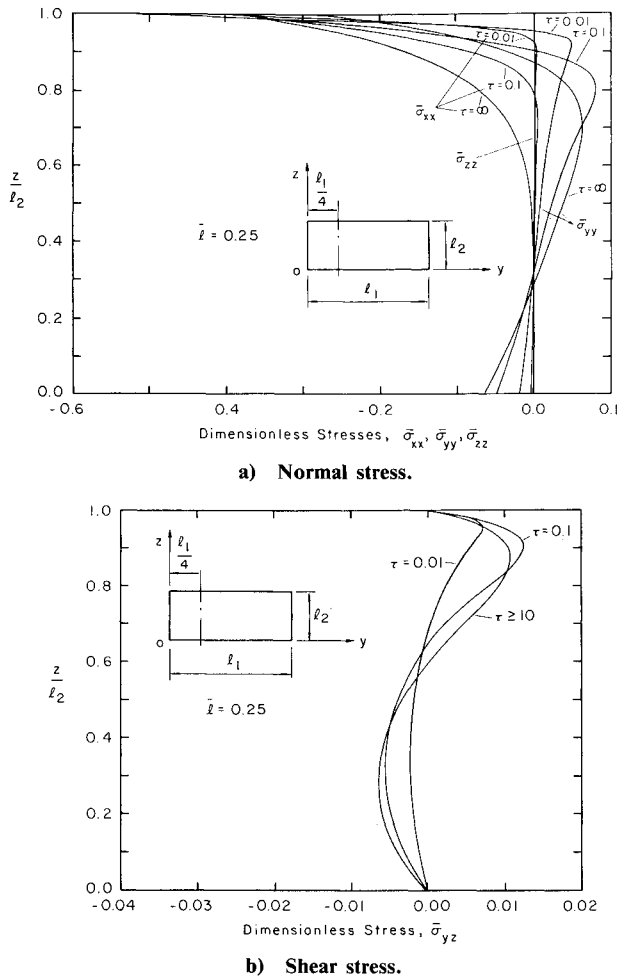 a
1.0
0.8
0.6
0.4
0.2
0.0
z/ℓ₂
τ=0.01
τ=0.01
τ=0.1
τ=0.1
σ̄xx
τ=∞
σ̄zz
τ=∞
σ̄yy
z
ℓ₁/4
ℓ̄ = 0.25
ℓ₂
o
y
ℓ₁
-0.6
0.4
-0.2
0.0
0.1
Dimensionless Stresses, σ̄xx, σ̄yy, σ̄zz
a) Normal stress.
b
1.0
0.8
0.6
0.4
0.2
0.0
z/ℓ₂
z
ℓ₁/4
τ=0.1
τ = 0.01
ℓ₂
o
y
τ ≥ 10
ℓ₁
ℓ̄ = 0.25
-0.04
-0.03
-0.02
-0.01
0.00
0.01
0.02
Dimensionless Stress, σ̄yz
b) Shear stress.